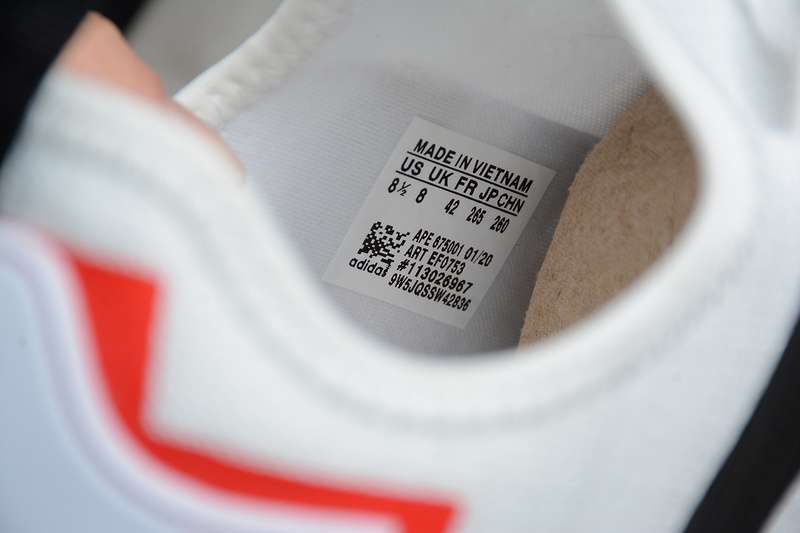 MADE IN VIETNAM
US UK FR JP CHN
8½ 8 42 265 260
APE 675001 01/20
ART EF0753
#113026967
adidas
9W5JQSSW42836